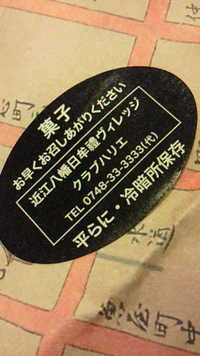 菓子
お早くお召しあがりください
近江八幡日牟禮ヴィレッジ
クラブハリエ
TEL 0748-33-3333(代)
平らに・冷暗所保存